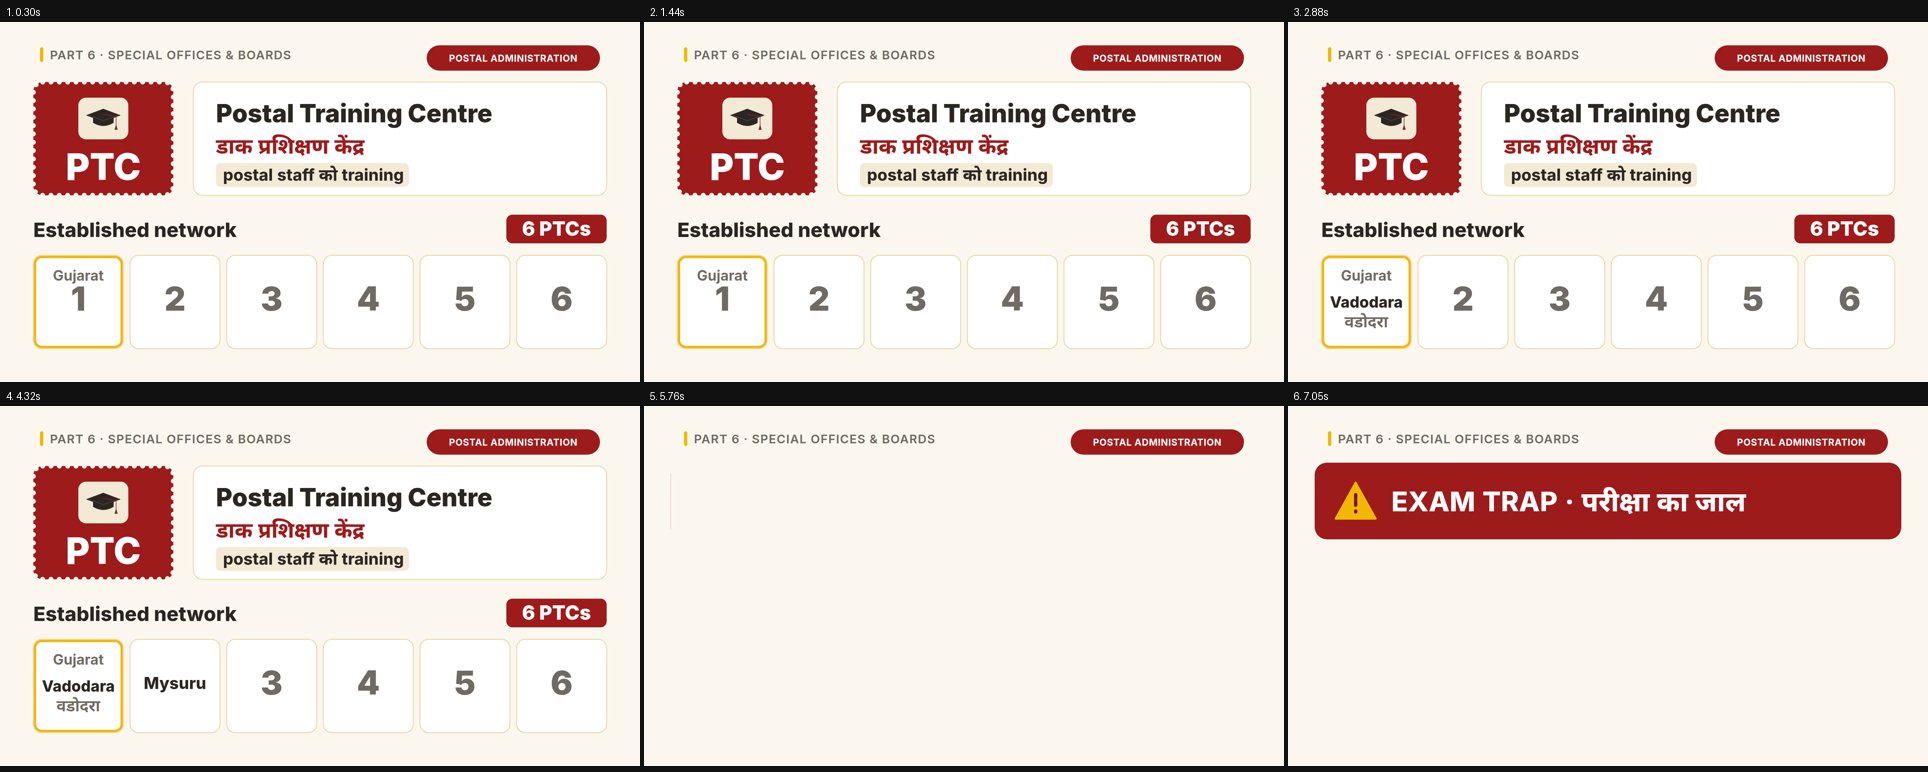 1. 0.30s
PART 6 · SPECIAL OFFICES & BOARDS
POSTAL ADMINISTRATION
PTC
Postal Training Centre
डाक प्रशिक्षण केंद्र
postal staff को training
Established network
6 PTCs
Gujarat
1
2
3
4
5
6
2. 1.44s
PART 6 · SPECIAL OFFICES & BOARDS
POSTAL ADMINISTRATION
PTC
Postal Training Centre
डाक प्रशिक्षण केंद्र
postal staff को training
Established network
6 PTCs
Gujarat
1
2
3
4
5
6
3. 2.88s
PART 6 · SPECIAL OFFICES & BOARDS
POSTAL ADMINISTRATION
PTC
Postal Training Centre
डाक प्रशिक्षण केंद्र
postal staff को training
Established network
6 PTCs
Gujarat
Vadodara
वडोदरा
2
3
4
5
6
4. 4.32s
PART 6 · SPECIAL OFFICES & BOARDS
POSTAL ADMINISTRATION
PTC
Postal Training Centre
डाक प्रशिक्षण केंद्र
postal staff को training
Established network
6 PTCs
Gujarat
Vadodara
वडोदरा
Mysuru
3
4
5
6
5. 5.76s
PART 6 · SPECIAL OFFICES & BOARDS
POSTAL ADMINISTRATION
6. 7.05s
PART 6 · SPECIAL OFFICES & BOARDS
POSTAL ADMINISTRATION
EXAM TRAP · परीक्षा का जाल